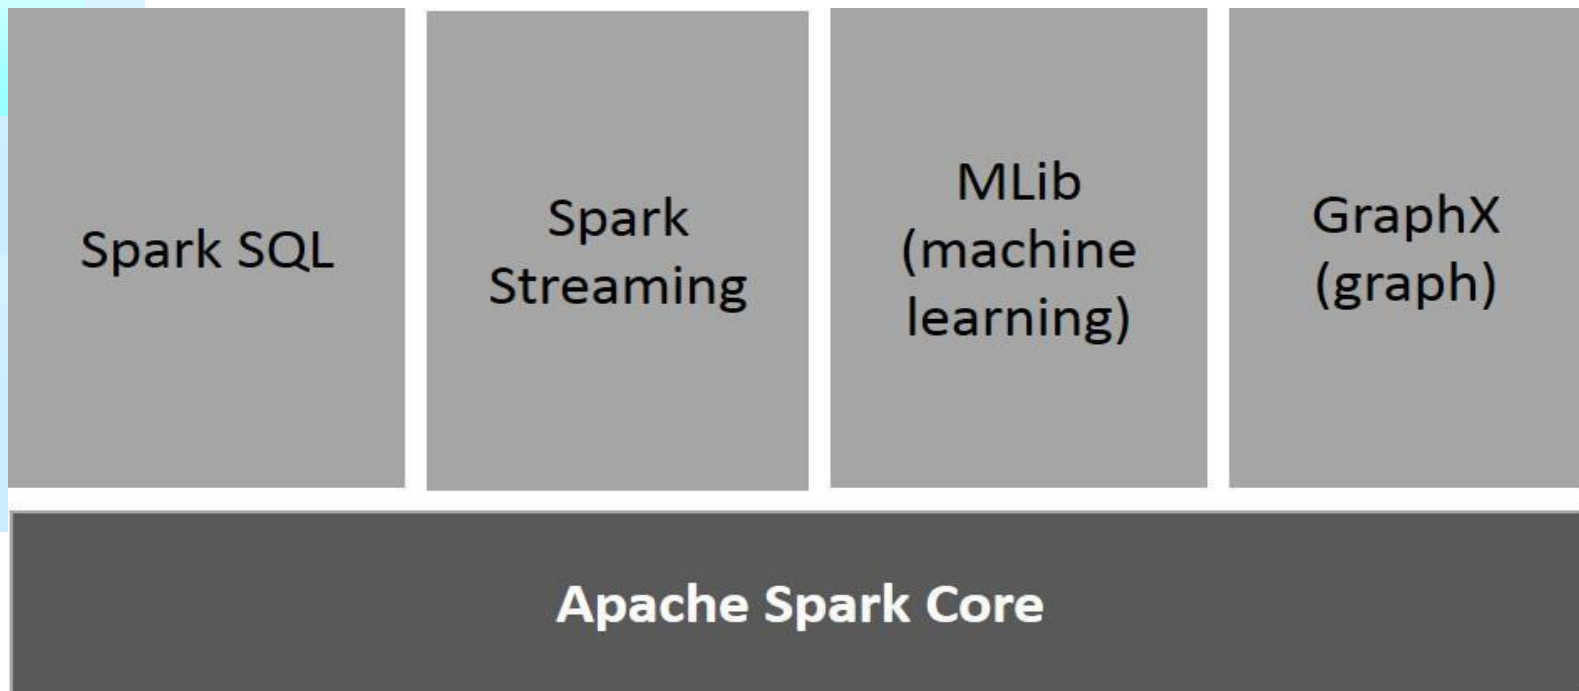 Spark SQL
Spark
Streaming
MLib
(machine
learning)
GraphX
(graph)
Apache Spark Core